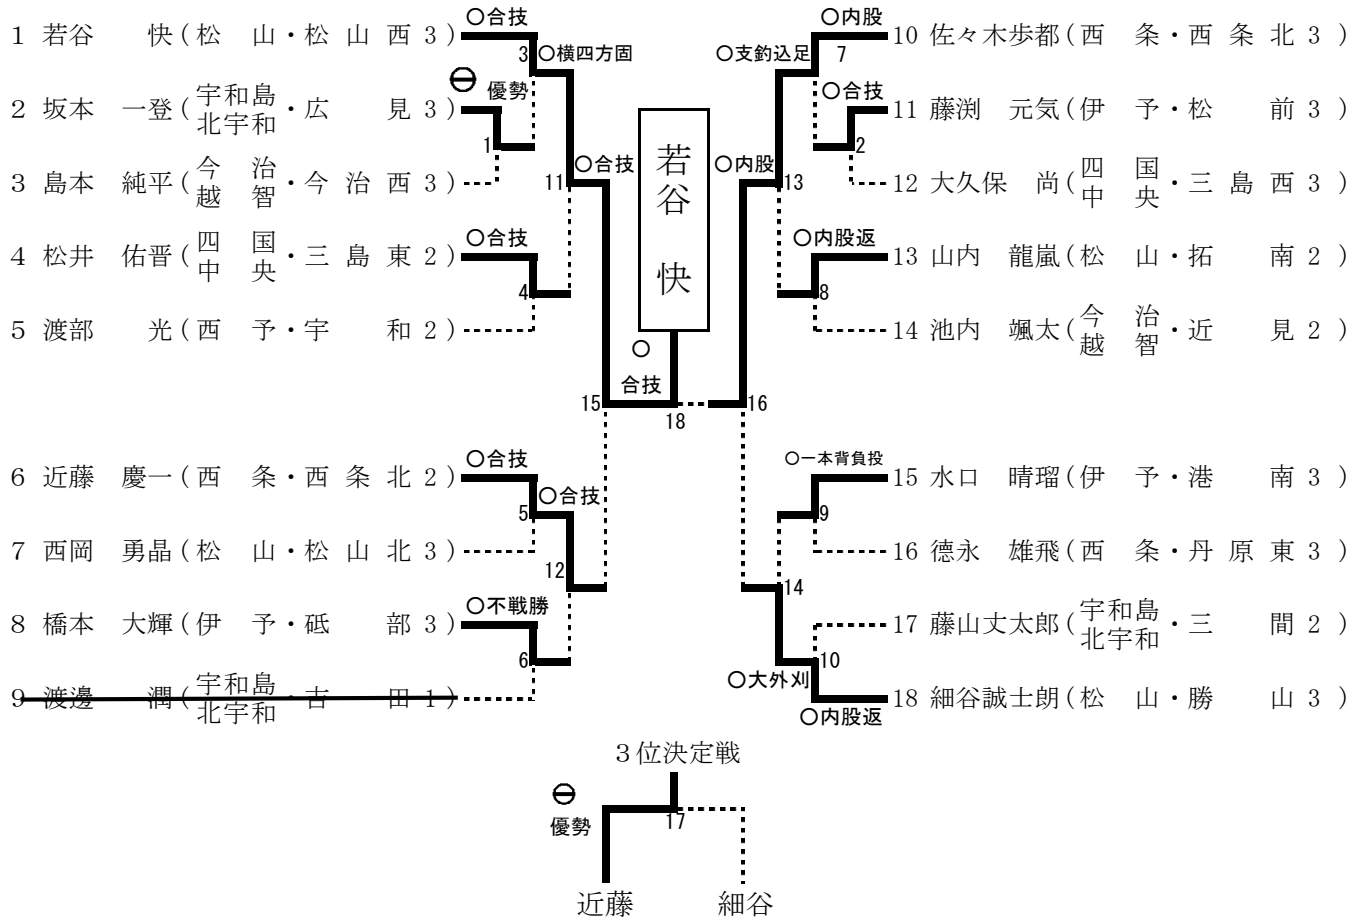 1 若谷 快(松 山・松山西3)
○合技
3
○横四方固
2 坂本 一登(宇和島北宇和・広 見3)
優勢
1
3 島本 純平(今治越智・今治西3)
11
○合技
4 松井 佑晋(四国中央・三島東2)
○合技
4
5 渡部 光(西 予・宇 和2)
15
6 近藤 慶一(西 条・西条北2)
○合技
5
○合技
7 西岡 勇晶(松 山・松山北3)
12
8 橋本 大輝(伊 予・砥 部3)
○不戦勝
6
9 渡邊 潤(宇和島北宇和・吉田1)
若谷 快
○
合技
18
○内股
10 佐々木歩都(西 条・西条北3)
7
○支釣込足
○合技
11 藤渕 元気(伊 予・松 前3)
2
12 大久保 尚(四国中央・三島西3)
○内股
13
○内股返
13 山内 龍嵐(松 山・拓 南2)
8
14 池内 颯太(今治越智・近 見2)
16
○一本背負投
15 水口 晴瑠(伊 予・港 南3)
9
16 德永 雄飛(西 条・丹原東3)
14
17 藤山丈太郎(宇和島北宇和・三 間2)
10
○大外刈
18 細谷誠士朗(松 山・勝 山3)
○内股返
3位決定戦
優勢
17
近藤 細谷